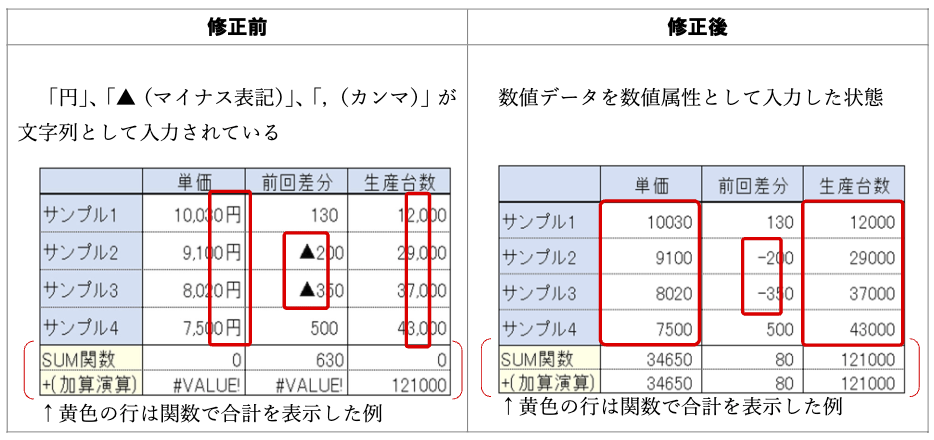 修正前
修正後
「円」、「▲（マイナス表記）」、「，（カンマ）」が
文字列として入力されている
数値データを数値属性として入力した状態
単価 前回差分 生産台数
サンプル1 10,030円 130 12,000
サンプル2 9,100円 ▲200 29,000
サンプル3 8,020円 ▲350 37,000
サンプル4 7,500円 500 43,000
SUM関数 0 630 0
+(加算演算) #VALUE! #VALUE! 121000
↑黄色の行は関数で合計を表示した例
単価 前回差分 生産台数
サンプル1 10030 130 12000
サンプル2 9100 -200 29000
サンプル3 8020 -350 37000
サンプル4 7500 500 43000
SUM関数 34650 80 121000
+(加算演算) 34650 80 121000
↑黄色の行は関数で合計を表示した例